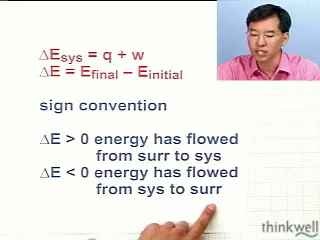 ΔEsys = q + w
ΔE = Efinal – Einitial
sign convention
ΔE > 0 energy has flowed
from surr to sys
ΔE < 0 energy has flowed
from sys to surr
thinkwell